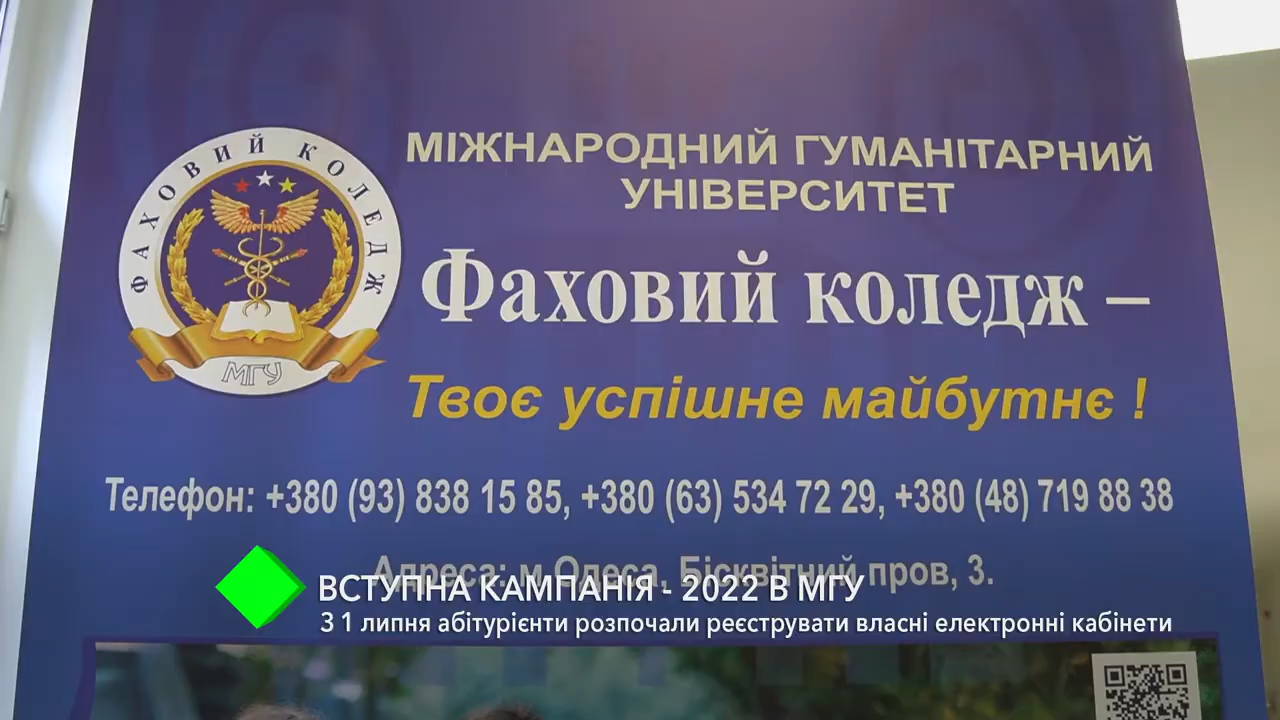 ФАХОВИЙ КОЛЕДЖ
МГУ
МІЖНАРОДНИЙ ГУМАНІТАРНИЙ
УНІВЕРСИТЕТ
Фаховий коледж –
Твоє успішне майбутнє !
Телефон: +380 (93) 838 15 85, +380 (63) 534 72 29, +380 (48) 719 88 38
Адреса: м.Одеса, Бісквітний пров, 3.
ВСТУПНА КАМПАНІЯ - 2022 В МГУ
З 1 липня абітурієнти розпочали реєструвати власні електронні кабінети